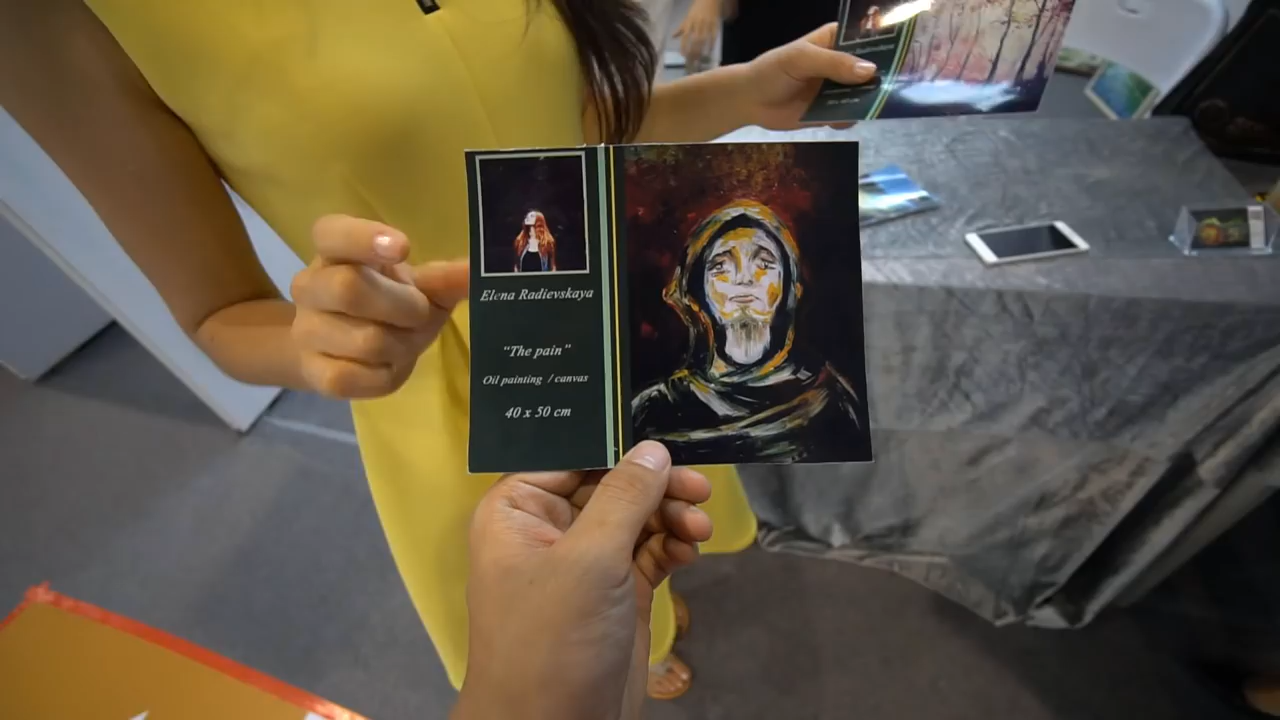 Elena Radievskaya
“The pain”
Oil painting / canvas
40 x 50 cm